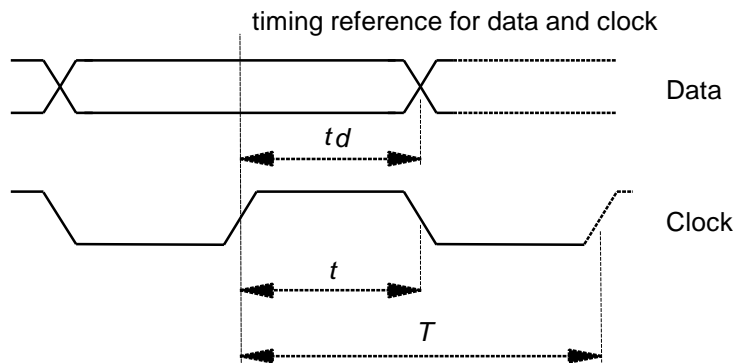 timing reference for data and clock
Data
td
Clock
t
T